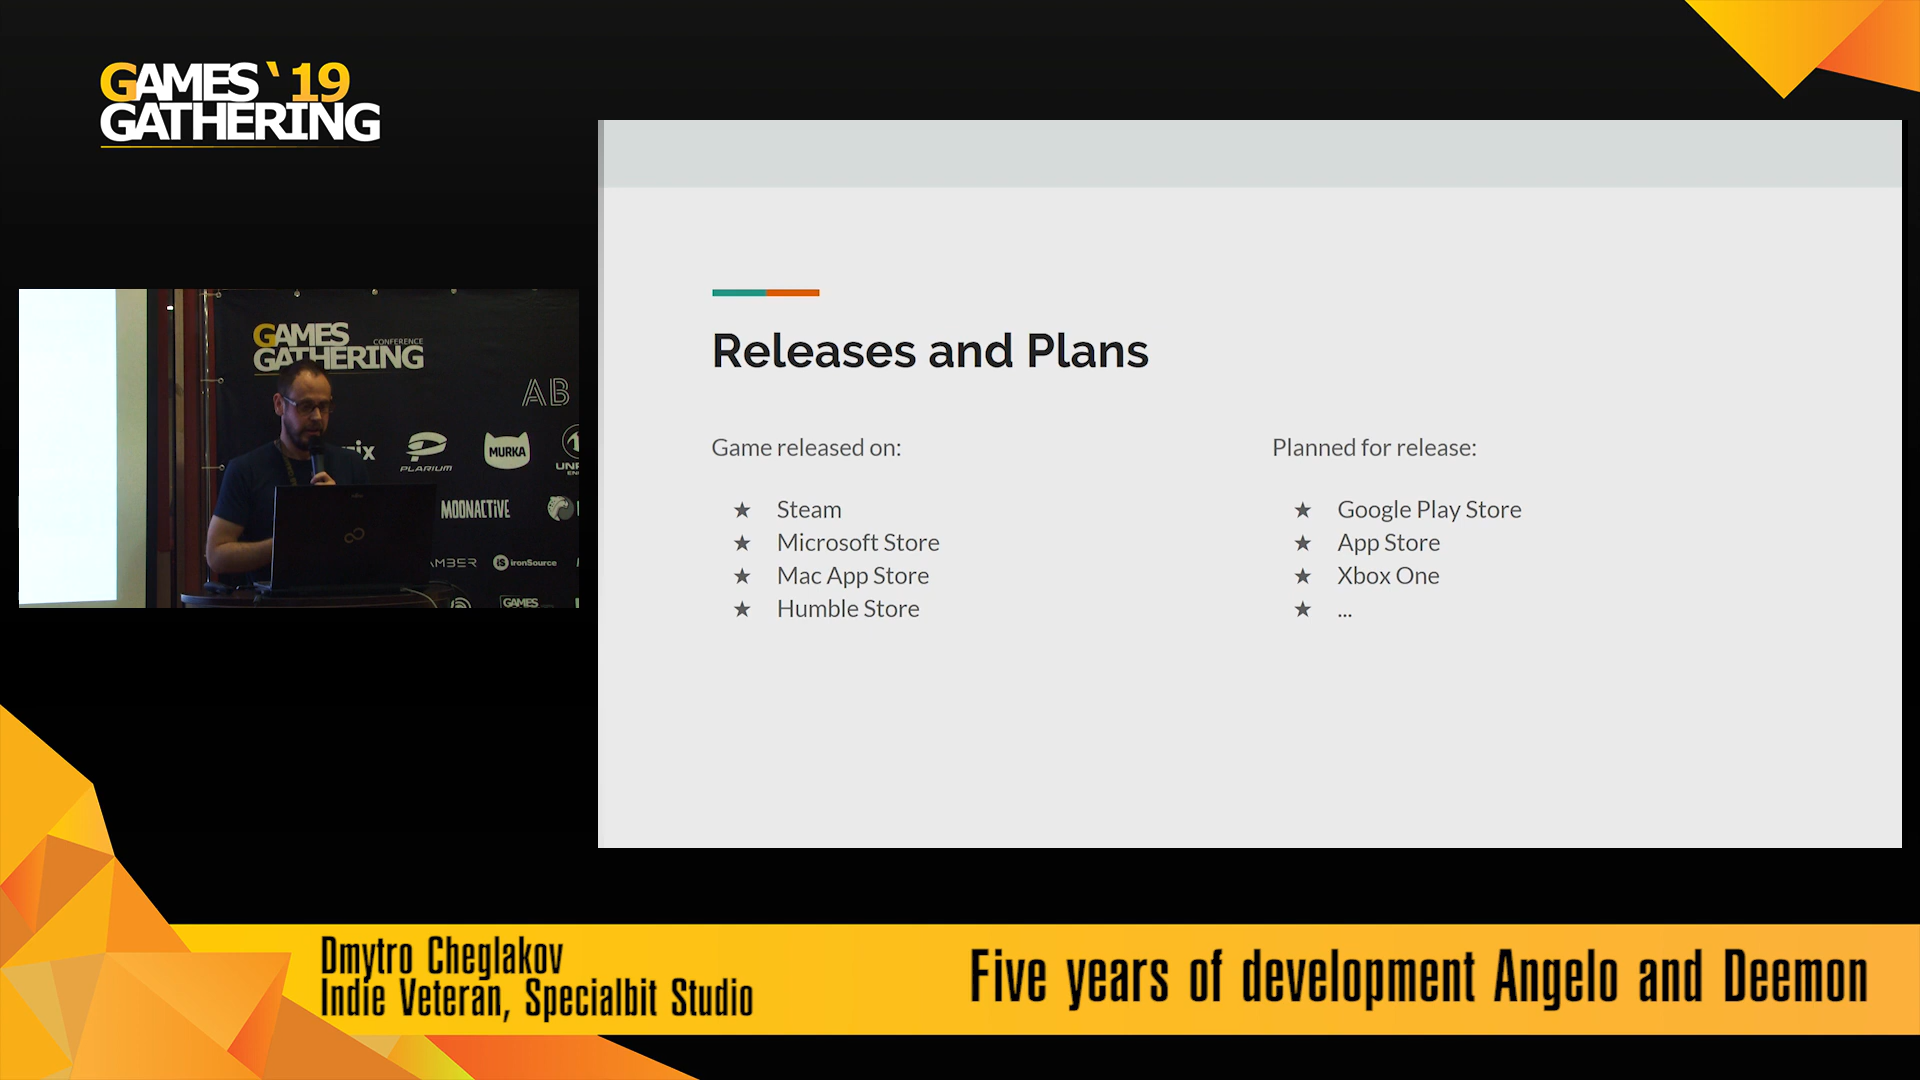 GAMES `19
GATHERING
GAMES
CONFERENCE
GATHERING
AB
PLARIUM
MURKA
MOONACTIVE
ironSource
GAMES
Releases and Plans
Game released on:
★ Steam
★ Microsoft Store
★ Mac App Store
★ Humble Store
Planned for release:
★ Google Play Store
★ App Store
★ Xbox One
★ ...
Dmytro Cheglakov
Indie Veteran, Specialbit Studio
Five years of development Angelo and Deemon